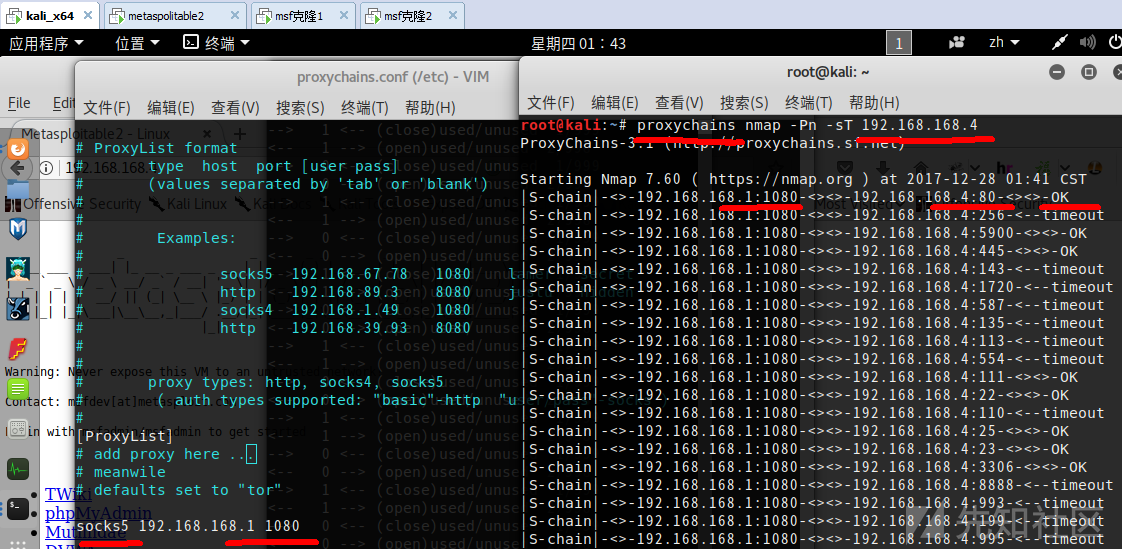 kali_x64
metaspolitable2
msf克隆1
msf克隆2
应用程序
位置
终端
星期四 01：43
1
zh
proxychains.conf (/etc) - VIM
文件(F) 编辑(E) 查看(V) 搜索(S) 终端(T) 帮助(H)
# ProxyList format
# type host port [user pass]
# (values separated by 'tab' or 'blank')
#
#
# Examples:
#
# socks5 192.168.67.78 1080
# http 192.168.89.3 8080
# socks4 192.168.1.49 1080
# http 192.168.39.93 8080
#
#
# proxy types: http, socks4, socks5
# ( auth types supported: "basic"-http "u
#
[ProxyList]
# add proxy here ...
# meanwile
# defaults set to "tor"
socks5 192.168.168.1 1080
File
Metasploitable2 - Linux
Offensive Security
Kali Linux
Warning: Never expose this VM to an
Contact: msfdev[at]metasploit.
TWiki
phpMyAdmin
Mutillidae
root@kali: ~
文件(F) 编辑(E) 查看(V) 搜索(S) 终端(T) 帮助(H)
root@kali:~# proxychains nmap -Pn -sT 192.168.168.4
ProxyChains-3.1 (http://proxychains.sf.net)
Starting Nmap 7.60 ( https://nmap.org ) at 2017-12-28 01:41 CST
|S-chain|-<>-192.168.168.1:1080-<><>-192.168.168.4:80-<><>-OK
|S-chain|-<>-192.168.168.1:1080-<><>-192.168.168.4:256-<--timeout
|S-chain|-<>-192.168.168.1:1080-<><>-192.168.168.4:5900-<><>-OK
|S-chain|-<>-192.168.168.1:1080-<><>-192.168.168.4:445-<><>-OK
|S-chain|-<>-192.168.168.1:1080-<><>-192.168.168.4:143-<--timeout
|S-chain|-<>-192.168.168.1:1080-<><>-192.168.168.4:1720-<--timeout
|S-chain|-<>-192.168.168.1:1080-<><>-192.168.168.4:587-<--timeout
|S-chain|-<>-192.168.168.1:1080-<><>-192.168.168.4:135-<--timeout
|S-chain|-<>-192.168.168.1:1080-<><>-192.168.168.4:113-<--timeout
|S-chain|-<>-192.168.168.1:1080-<><>-192.168.168.4:554-<--timeout
|S-chain|-<>-192.168.168.1:1080-<><>-192.168.168.4:111-<><>-OK
|S-chain|-<>-192.168.168.1:1080-<><>-192.168.168.4:22-<><>-OK
|S-chain|-<>-192.168.168.1:1080-<><>-192.168.168.4:110-<--timeout
|S-chain|-<>-192.168.168.1:1080-<><>-192.168.168.4:25-<><>-OK
|S-chain|-<>-192.168.168.1:1080-<><>-192.168.168.4:23-<><>-OK
|S-chain|-<>-192.168.168.1:1080-<><>-192.168.168.4:3306-<><>-OK
|S-chain|-<>-192.168.168.1:1080-<><>-192.168.168.4:8888-<--timeout
|S-chain|-<>-192.168.168.1:1080-<><>-192.168.168.4:993-<--timeout
|S-chain|-<>-192.168.168.1:1080-<><>-192.168.168.4:199-<--timeout
|S-chain|-<>-192.168.168.1:1080-<><>-192.168.168.4:995-<--timeout
先知社区